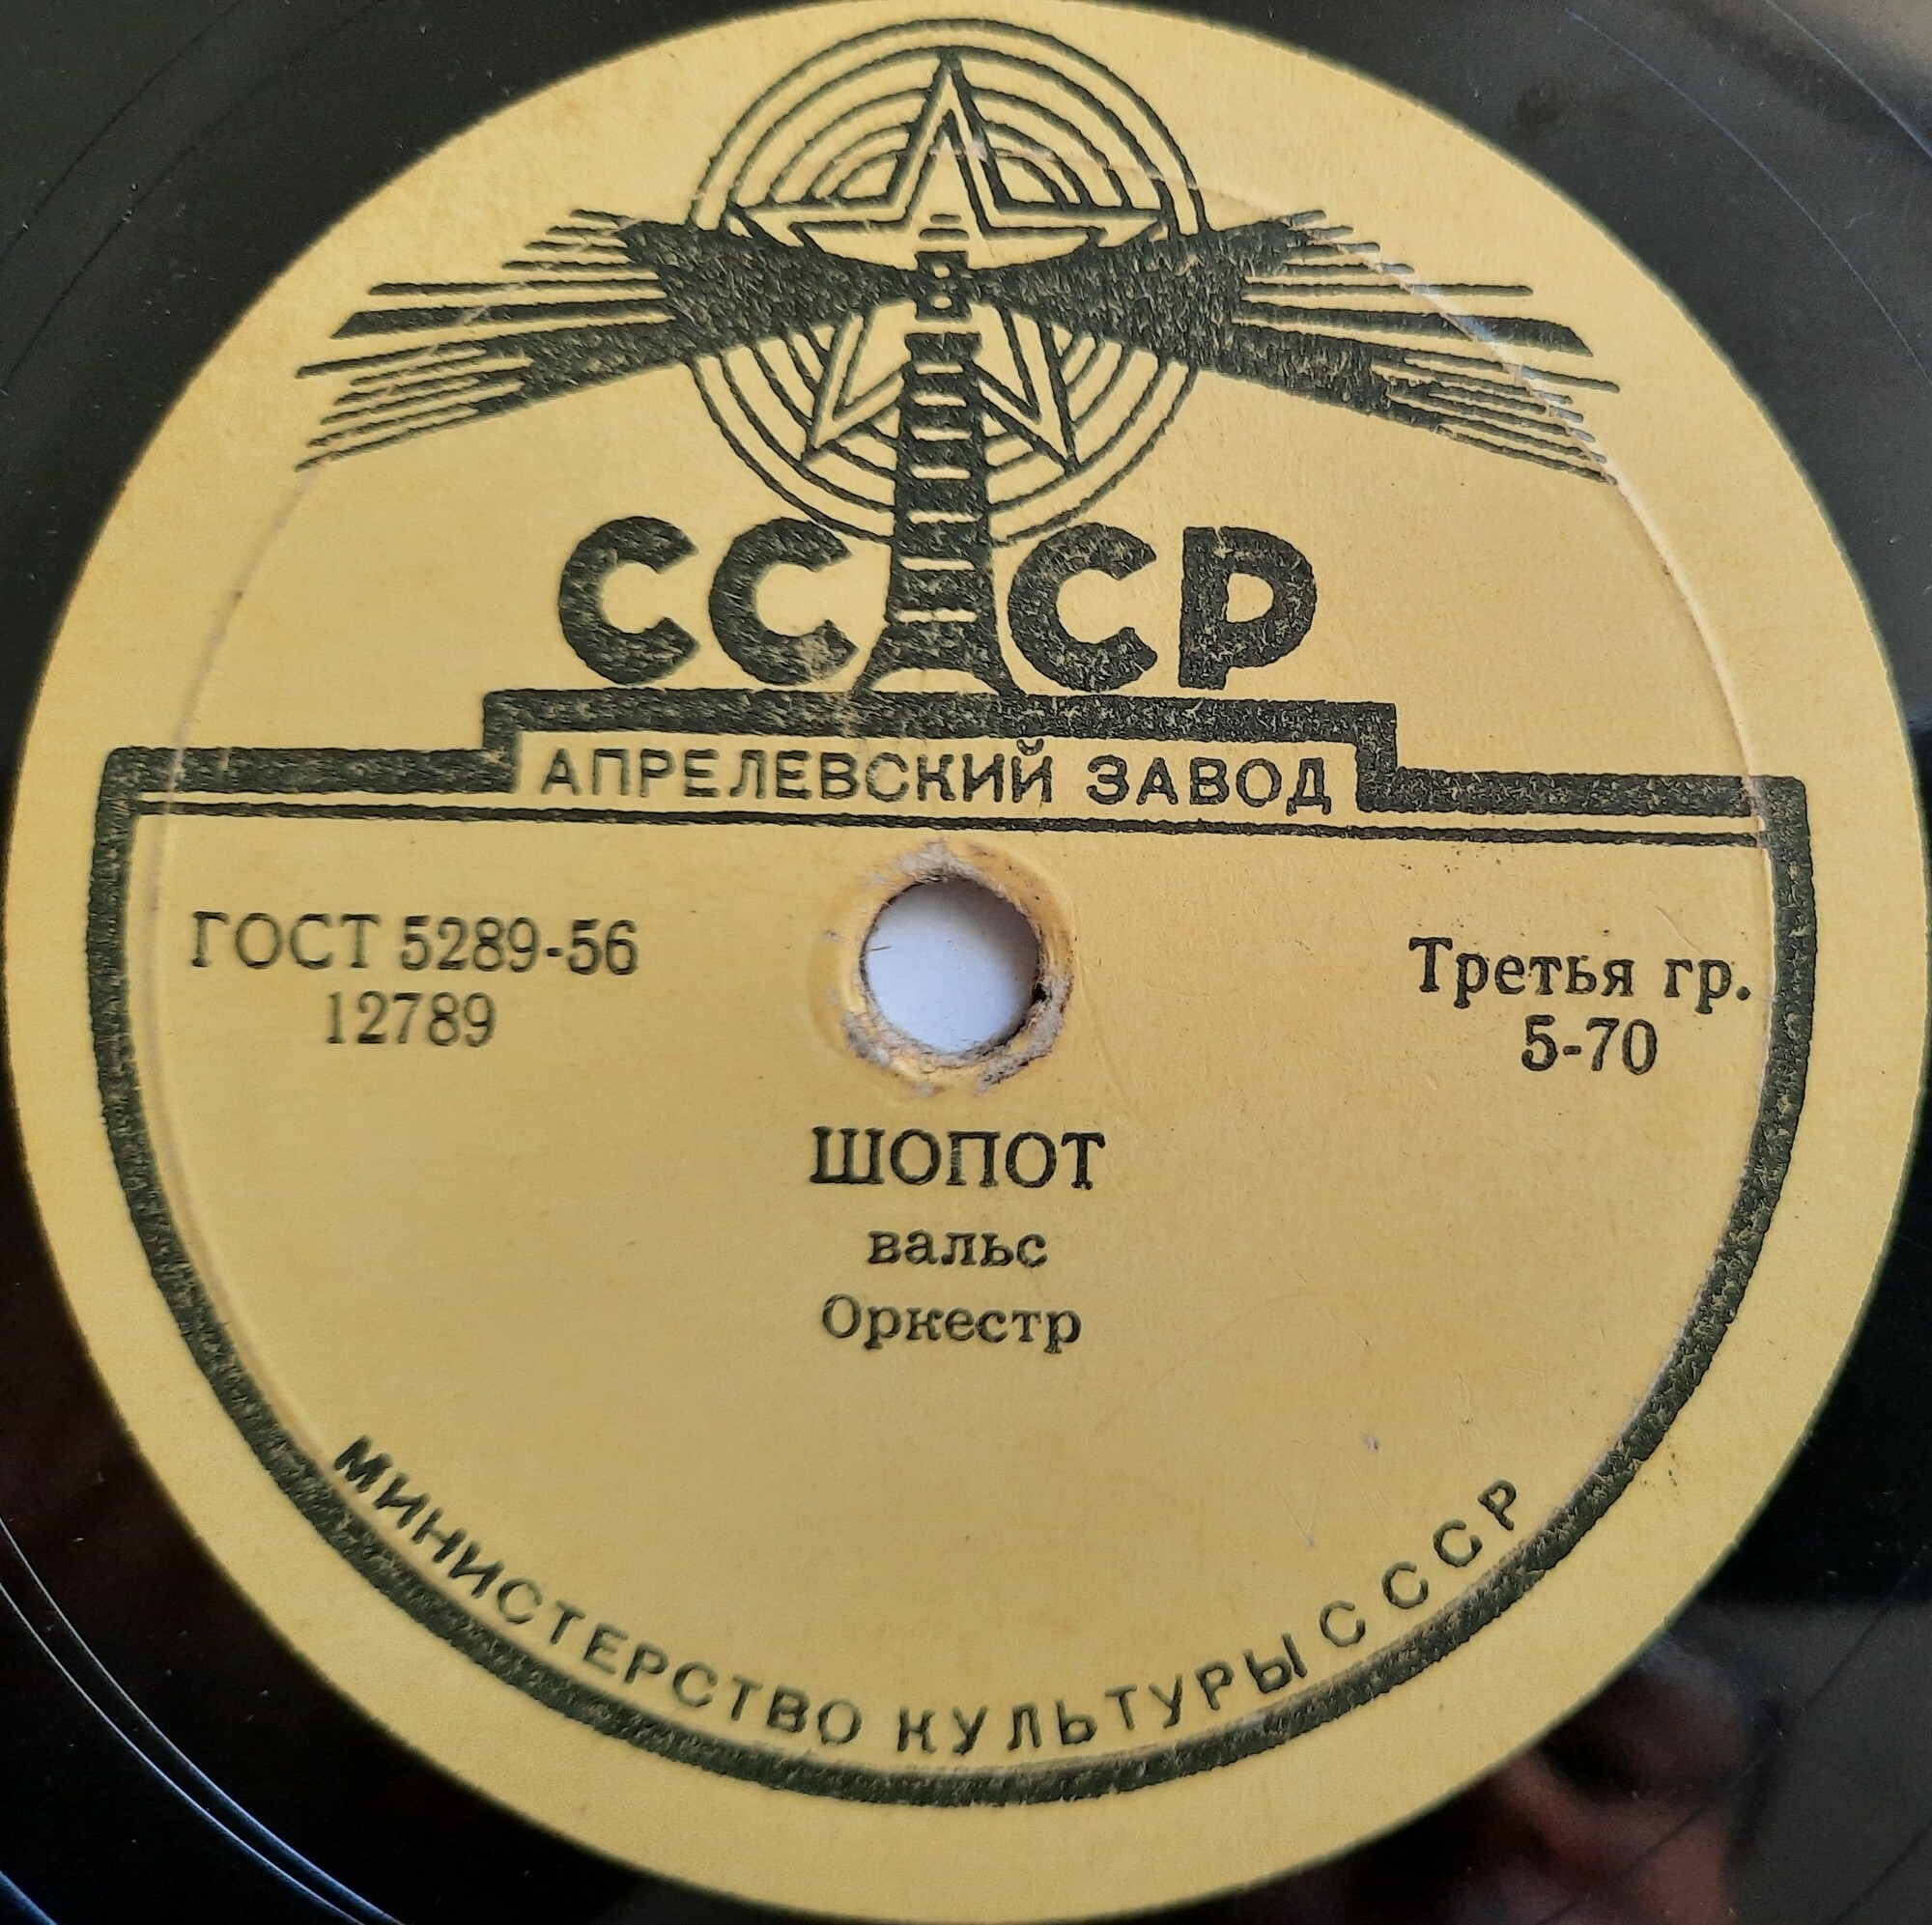 СССР
АПРЕЛЕВСКИЙ ЗАВОД
ГОСТ 5289-56
12789
Третья гр.
5-70
ШОПОТ
вальс
Оркестр
МИНИСТЕРСТВО КУЛЬТУРЫ СССР